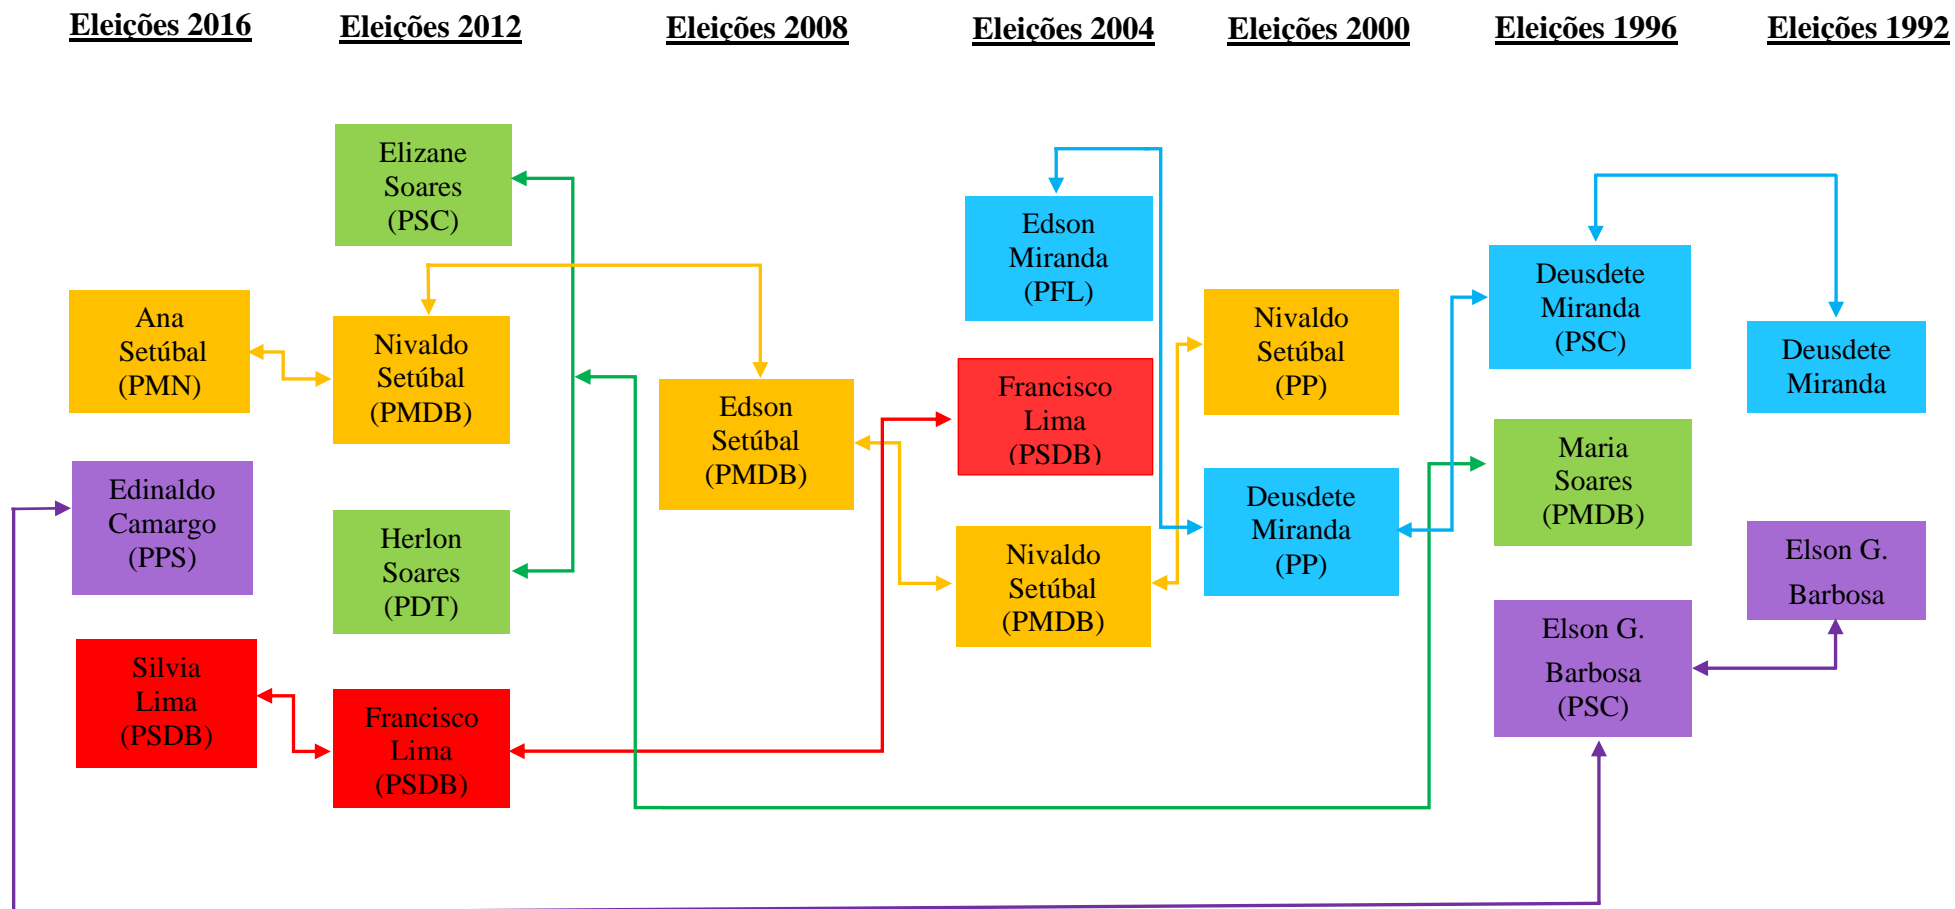 Eleições 2016
Eleições 2012
Eleições 2008
Eleições 2004
Eleições 2000
Eleições 1996
Eleições 1992
Ana
Setúbal
(PMN)
Edinaldo
Camargo
(PPS)
Silvia
Lima
(PSDB)
Elizane
Soares
(PSC)
Nivaldo
Setúbal
(PMDB)
Herlon
Soares
(PDT)
Francisco
Lima
(PSDB)
Edson
Setúbal
(PMDB)
Edson
Miranda
(PFL)
Francisco
Lima
(PSDB)
Nivaldo
Setúbal
(PMDB)
Nivaldo
Setúbal
(PP)
Deusdete
Miranda
(PP)
Deusdete
Miranda
(PSC)
Maria
Soares
(PMDB)
Elson G.
Barbosa
(PSC)
Deusdete
Miranda
Elson G.
Barbosa